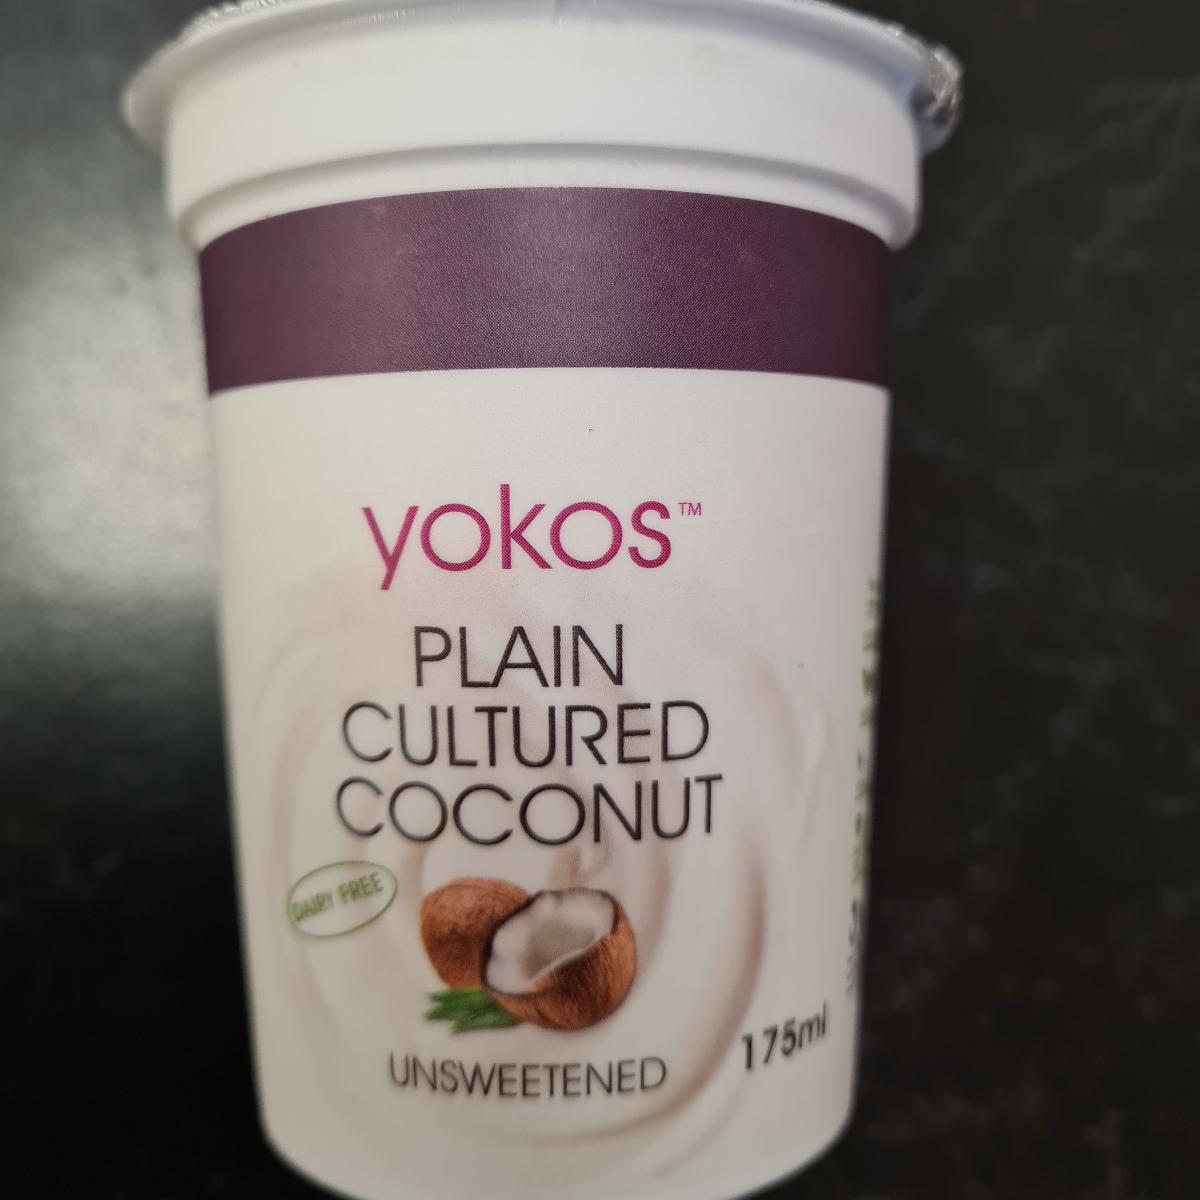 yokos™
PLAIN
CULTURED
COCONUT
DAIRY FREE
UNSWEETENED
175ml